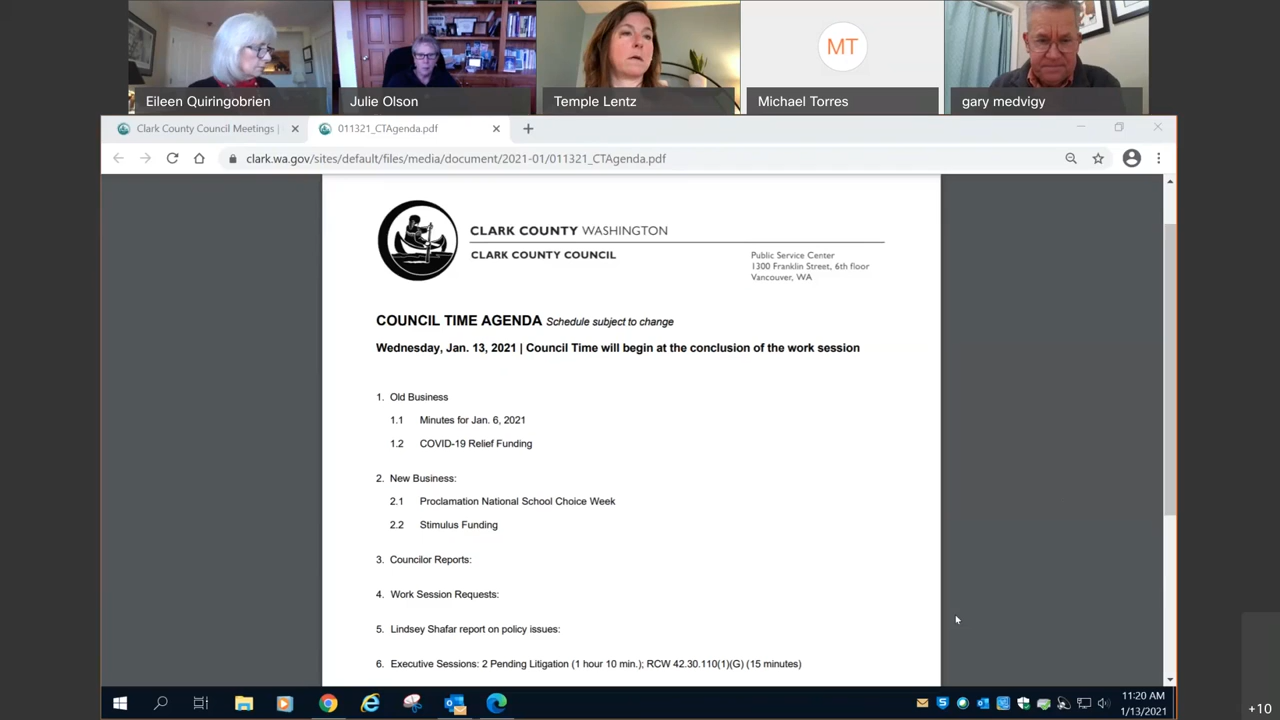 MT
Eileen Quiringobrien
Julie Olson
Temple Lentz
Michael Torres
gary medvigy
Clark County Council Meetings |
011321_CTAgenda.pdf
clark.wa.gov/sites/default/files/media/document/2021-01/011321_CTAgenda.pdf
CLARK COUNTY WASHINGTON
CLARK COUNTY COUNCIL
Public Service Center
1300 Franklin Street, 6th floor
Vancouver, WA
COUNCIL TIME AGENDA Schedule subject to change
Wednesday, Jan. 13, 2021 | Council Time will begin at the conclusion of the work session
1. Old Business
1.1 Minutes for Jan. 6, 2021
1.2 COVID-19 Relief Funding
2. New Business:
2.1 Proclamation National School Choice Week
2.2 Stimulus Funding
3. Councilor Reports:
4. Work Session Requests:
5. Lindsey Shafar report on policy issues:
6. Executive Sessions: 2 Pending Litigation (1 hour 10 min.); RCW 42.30.110(1)(G) (15 minutes)
11:20 AM
1/13/2021
+10